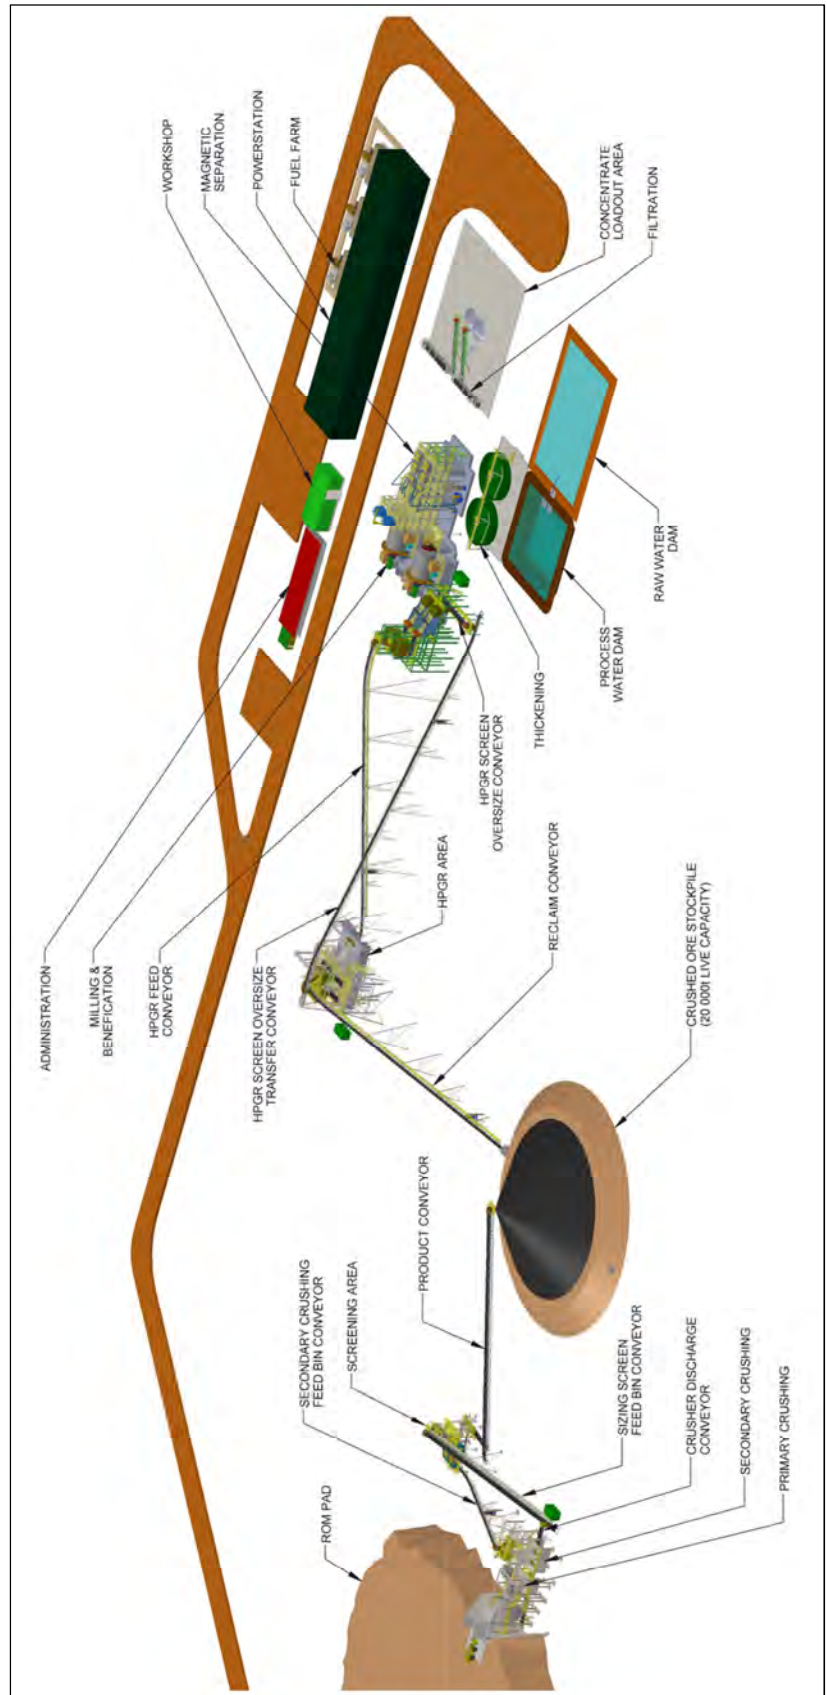 WORKSHOP
MAGNETIC
SEPARATION
POWERSTATION
FUEL FARM
CONCENTRATE
LOADOUT AREA
FILTRATION
ADMINISTRATION
MILLING &
BENEFICATION
HPGR FEED
CONVEYOR
HPGR SCREEN OVERSIZE
TRANSFER CONVEYOR
HPGR AREA
RECLAIM CONVEYOR
HPGR SCREEN
OVERSIZE CONVEYOR
THICKENING
PROCESS
WATER DAM
RAW WATER
DAM
CRUSHED ORE STOCKPILE
(20 000t LIVE CAPACITY)
PRODUCT CONVEYOR
SECONDARY CRUSHING
FEED BIN CONVEYOR
SCREENING AREA
ROM PAD
SIZING SCREEN
FEED BIN CONVEYOR
CRUSHER DISCHARGE
CONVEYOR
SECONDARY CRUSHING
PRIMARY CRUSHING